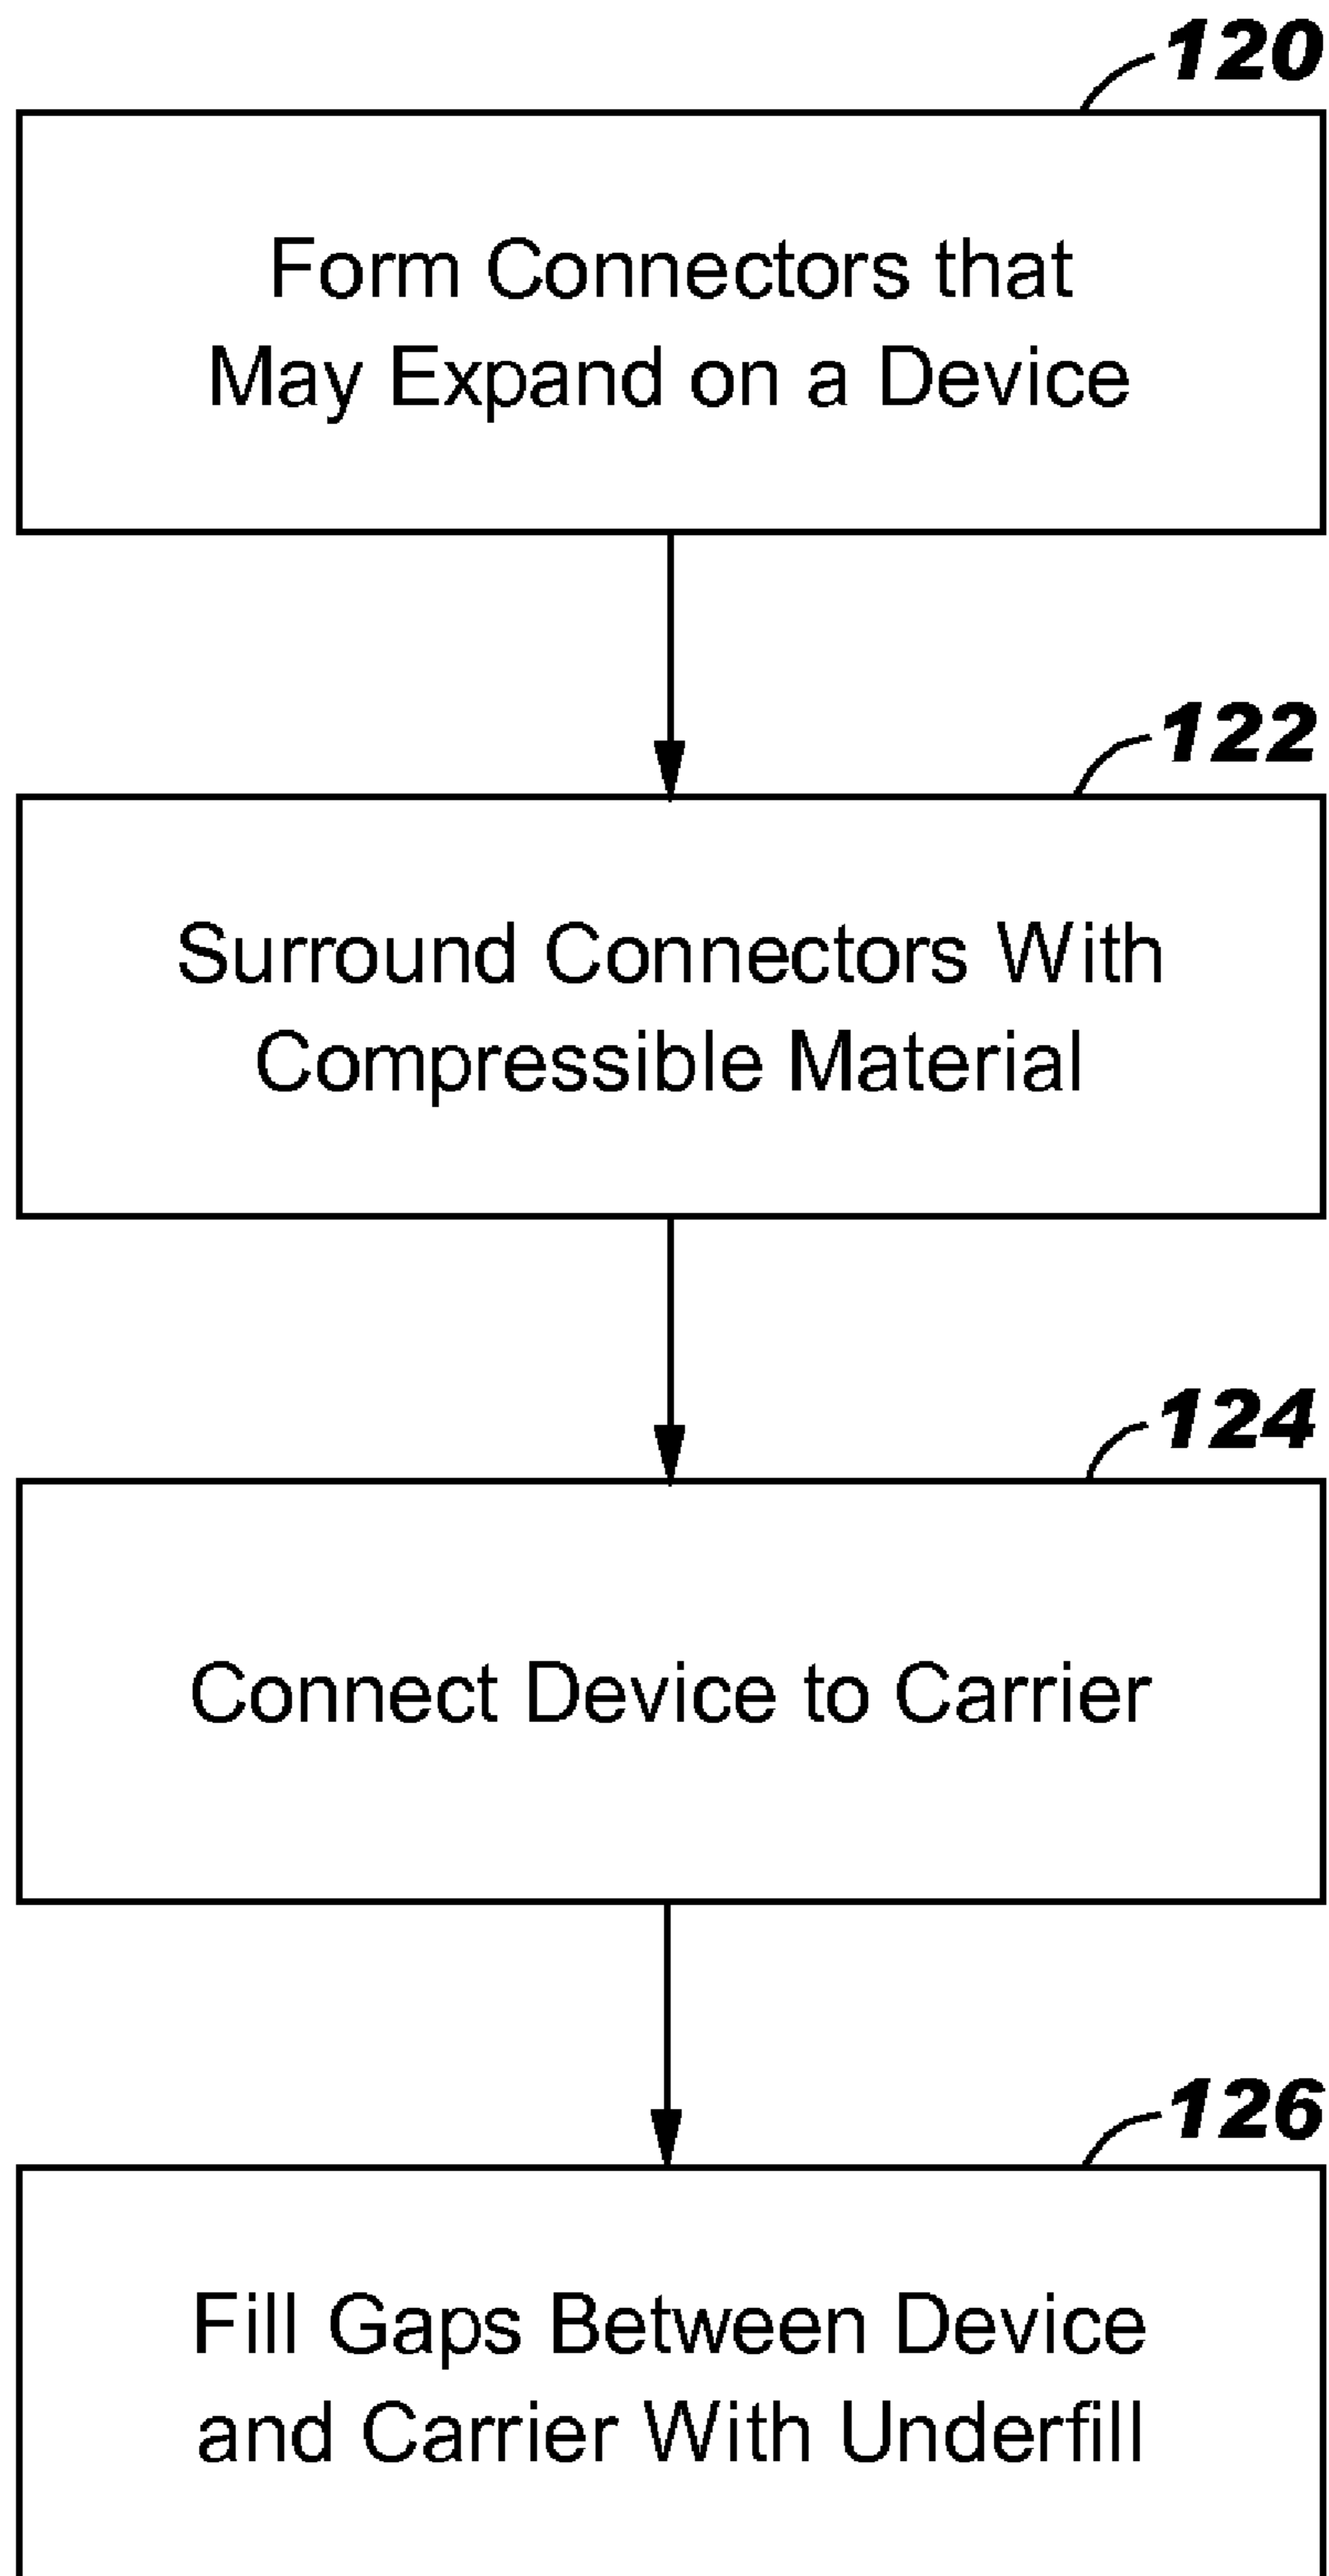 120
Form Connectors that
May Expand on a Device
122
Surround Connectors With
Compressible Material
124
Connect Device to Carrier
126
Fill Gaps Between Device
and Carrier With Underfill